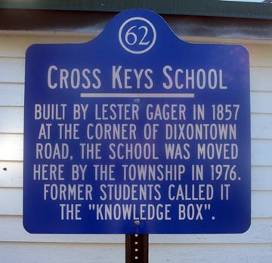 62
CROSS KEYS SCHOOL
BUILT BY LESTER GAGER IN 1857
AT THE CORNER OF DIXONTOWN
ROAD, THE SCHOOL WAS MOVED
HERE BY THE TOWNSHIP IN 1976.
FORMER STUDENTS CALLED IT
THE "KNOWLEDGE BOX".